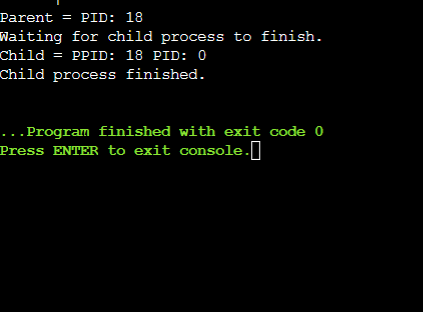 Parent = PID: 18
Waiting for child process to finish.
Child = PPID: 18 PID: 0
Child process finished.
...Program finished with exit code 0
Press ENTER to exit console.